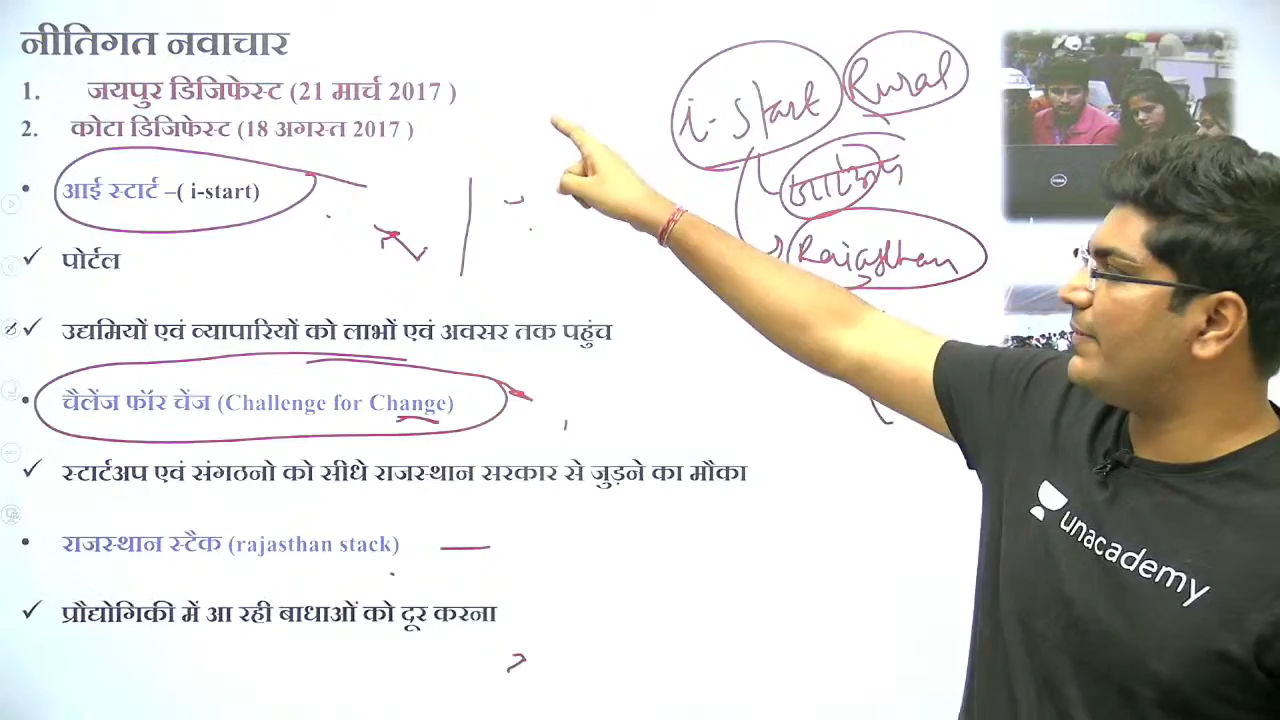 नीतिगत नवाचार
1. जयपुर डिजिफेस्ट (21 मार्च 2017 )
2. कोटा डिजिफेस्ट (18 अगस्त 2017 )
• आई स्टार्ट –( i-start)
✓ पोर्टल
✓ उद्यमियों एवं व्यापारियों को लाभों एवं अवसर तक पहुंच
• चैलेंज फॉर चेंज (Challenge for Change)
✓ स्टार्टअप एवं संगठनो को सीधे राजस्थान सरकार से जुड़ने का मौका
• राजस्थान स्टैक (rajasthan stack)
✓ प्रौद्योगिकी में आ रही बाधाओं को दूर करना
i-start Rural
Rajasthan
DELL
unacademy